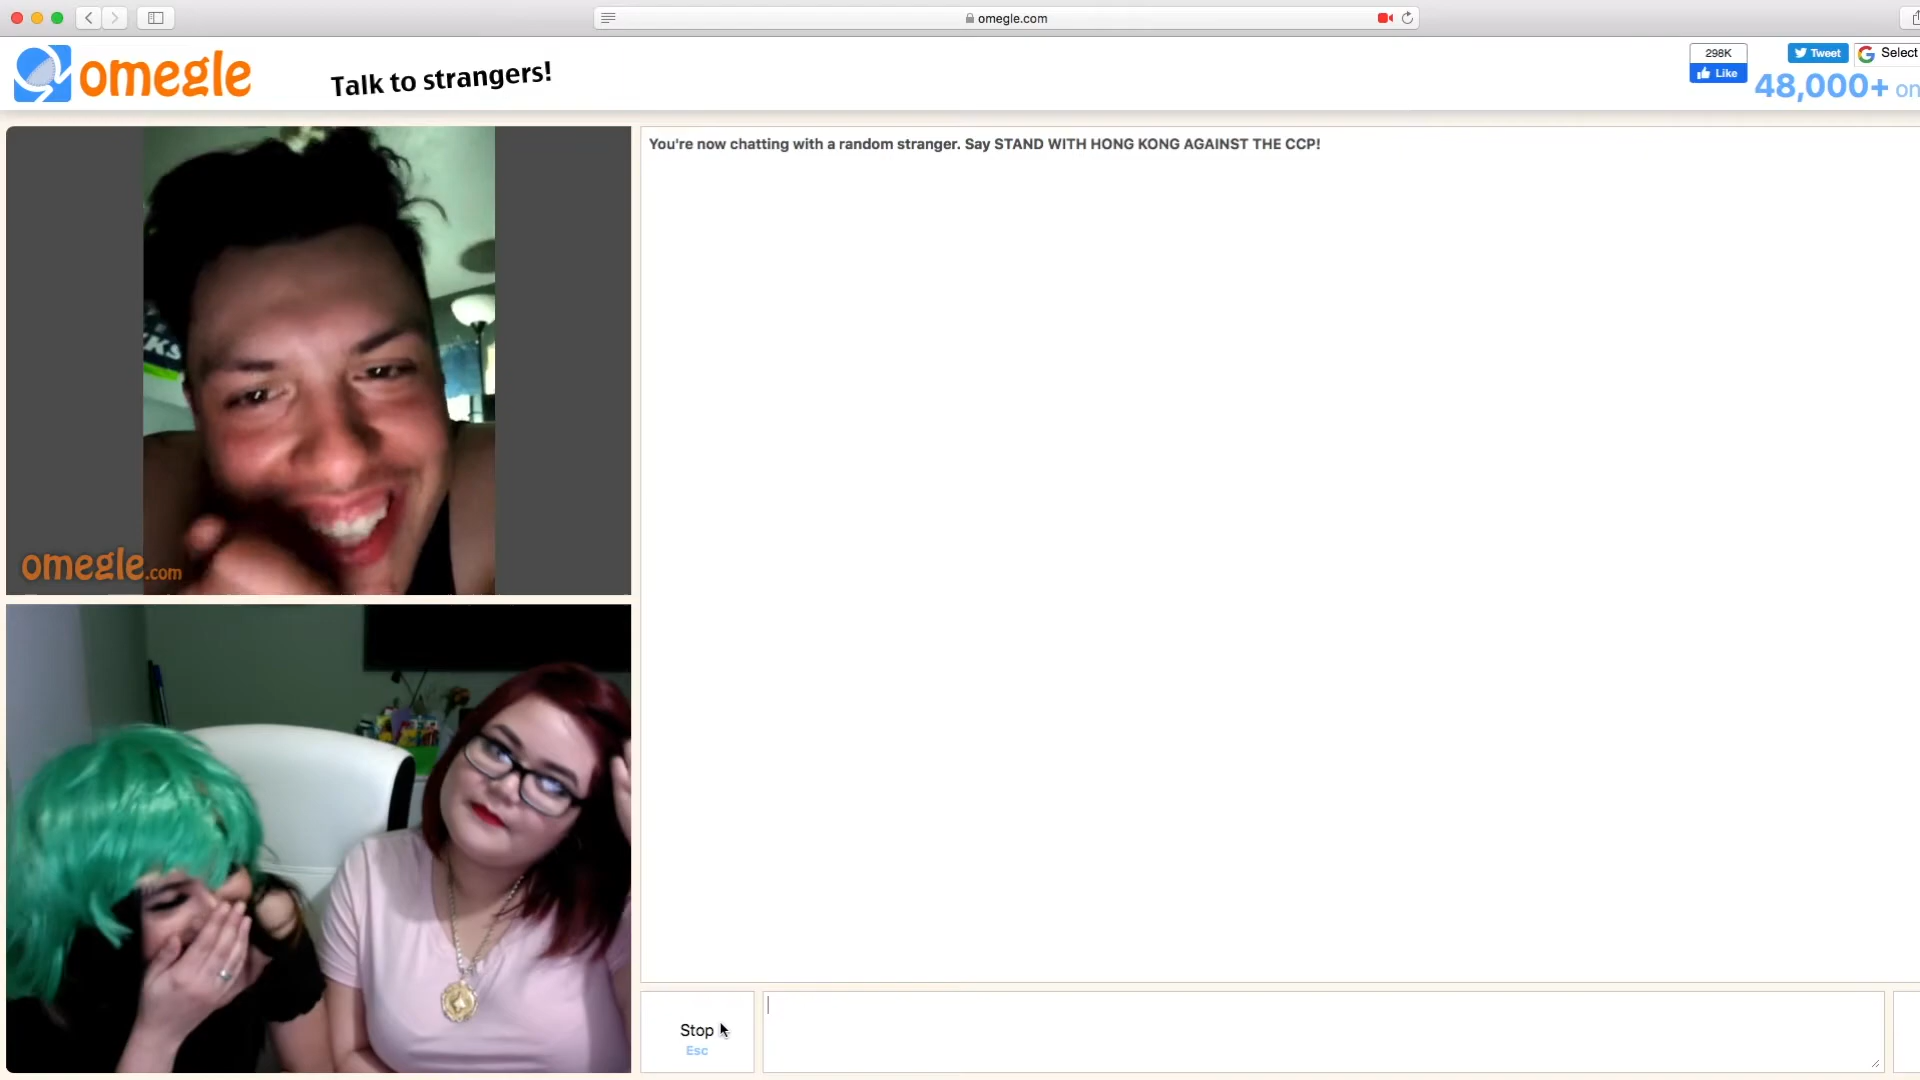 omegle.com
omegle
Talk to strangers!
298K
Like
Tweet
Select
48,000+ on
You're now chatting with a random stranger. Say STAND WITH HONG KONG AGAINST THE CCP!
KS
omegle.com
Stop
Esc